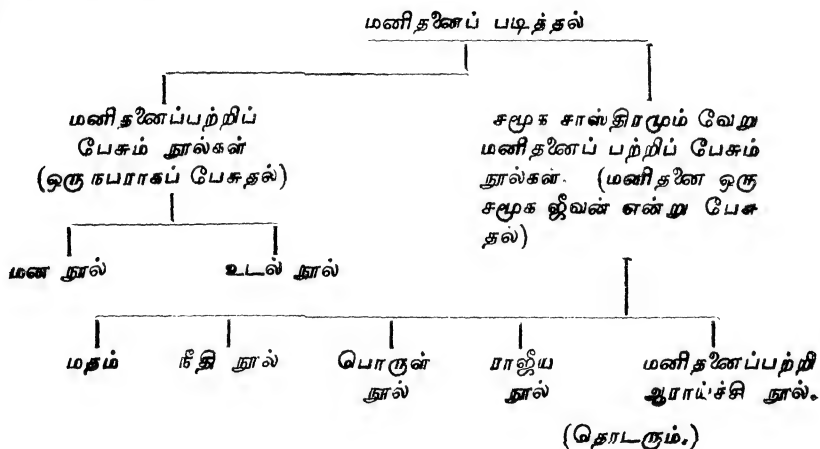 மனிதனைப் படித்தல்
மனிதனைப்பற்றிப்
பேசும் நூல்கள்
(ஒரு நபராகப் பேசுதல்)
சமூக சாஸ்திரமும் வேறு
மனிதனைப் பற்றிப் பேசும்
நூல்கள். (மனிதனை ஒரு
சமூக ஜீவன் என்று பேசு
தல்)
மன நூல்
உடல் நூல்
மதம்
நீதி நூல்
பொருள்
நூல்
ராஜீய
நூல்
மனிதனைப்பற்றி
ஆராய்ச்சி நூல்.
(தொடரும்.)